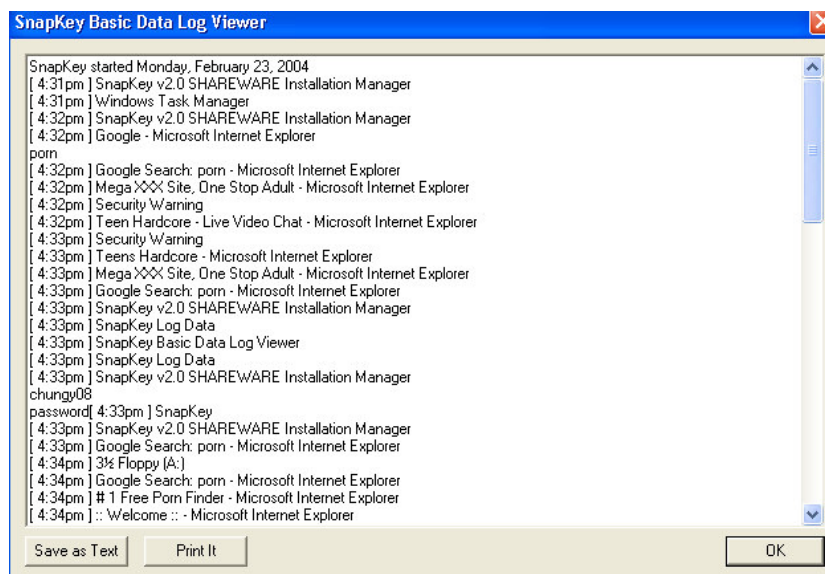 SnapKey Basic Data Log Viewer
SnapKey started Monday, February 23, 2004
[ 4:31pm ] SnapKey v2.0 SHAREWARE Installation Manager
[ 4:31pm ] Windows Task Manager
[ 4:32pm ] SnapKey v2.0 SHAREWARE Installation Manager
[ 4:32pm ] Google - Microsoft Internet Explorer
porn
[ 4:32pm ] Google Search: porn - Microsoft Internet Explorer
[ 4:32pm ] Mega XXX Site, One Stop Adult - Microsoft Internet Explorer
[ 4:32pm ] Security Warning
[ 4:32pm ] Teen Hardcore - Live Video Chat - Microsoft Internet Explorer
[ 4:33pm ] Security Warning
[ 4:33pm ] Teens Hardcore - Microsoft Internet Explorer
[ 4:33pm ] Mega XXX Site, One Stop Adult - Microsoft Internet Explorer
[ 4:33pm ] Google Search: porn - Microsoft Internet Explorer
[ 4:33pm ] SnapKey v2.0 SHAREWARE Installation Manager
[ 4:33pm ] SnapKey Log Data
[ 4:33pm ] SnapKey Basic Data Log Viewer
[ 4:33pm ] SnapKey Log Data
[ 4:33pm ] SnapKey v2.0 SHAREWARE Installation Manager
chungy08
password[ 4:33pm ] SnapKey
[ 4:33pm ] SnapKey v2.0 SHAREWARE Installation Manager
[ 4:33pm ] Google Search: porn - Microsoft Internet Explorer
[ 4:34pm ] 3½ Floppy (A:)
[ 4:34pm ] Google Search: porn - Microsoft Internet Explorer
[ 4:34pm ] # 1 Free Porn Finder - Microsoft Internet Explorer
[ 4:34pm ] :: Welcome :: - Microsoft Internet Explorer
Save as Text Print It OK